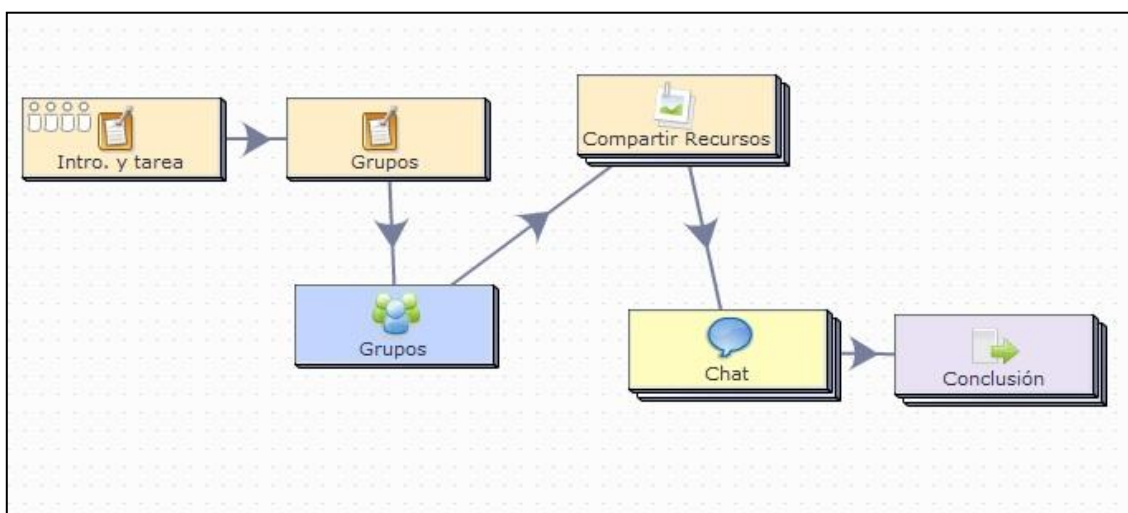 Intro. y tarea
Grupos
Grupos
Compartir Recursos
Chat
Conclusión